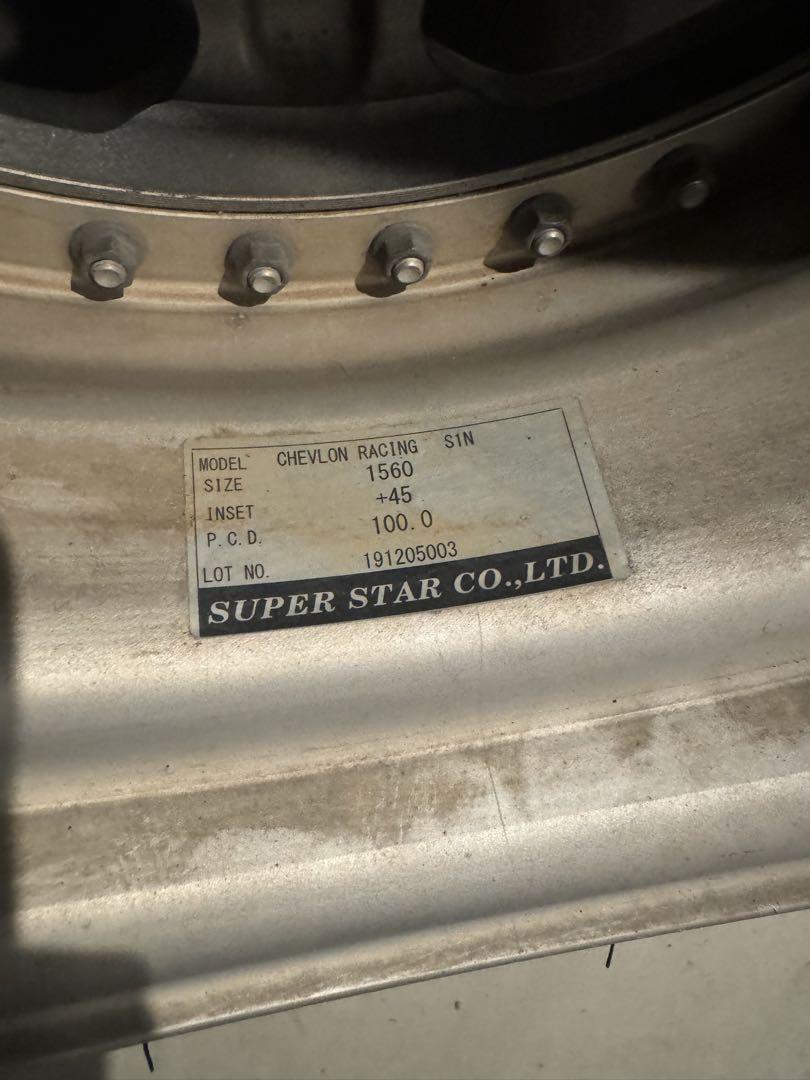 MODEL CHEVLON RACING S1N
SIZE 1560
INSET +45
P.C.D. 100.0
LOT NO. 191205003
SUPER STAR CO.,LTD.